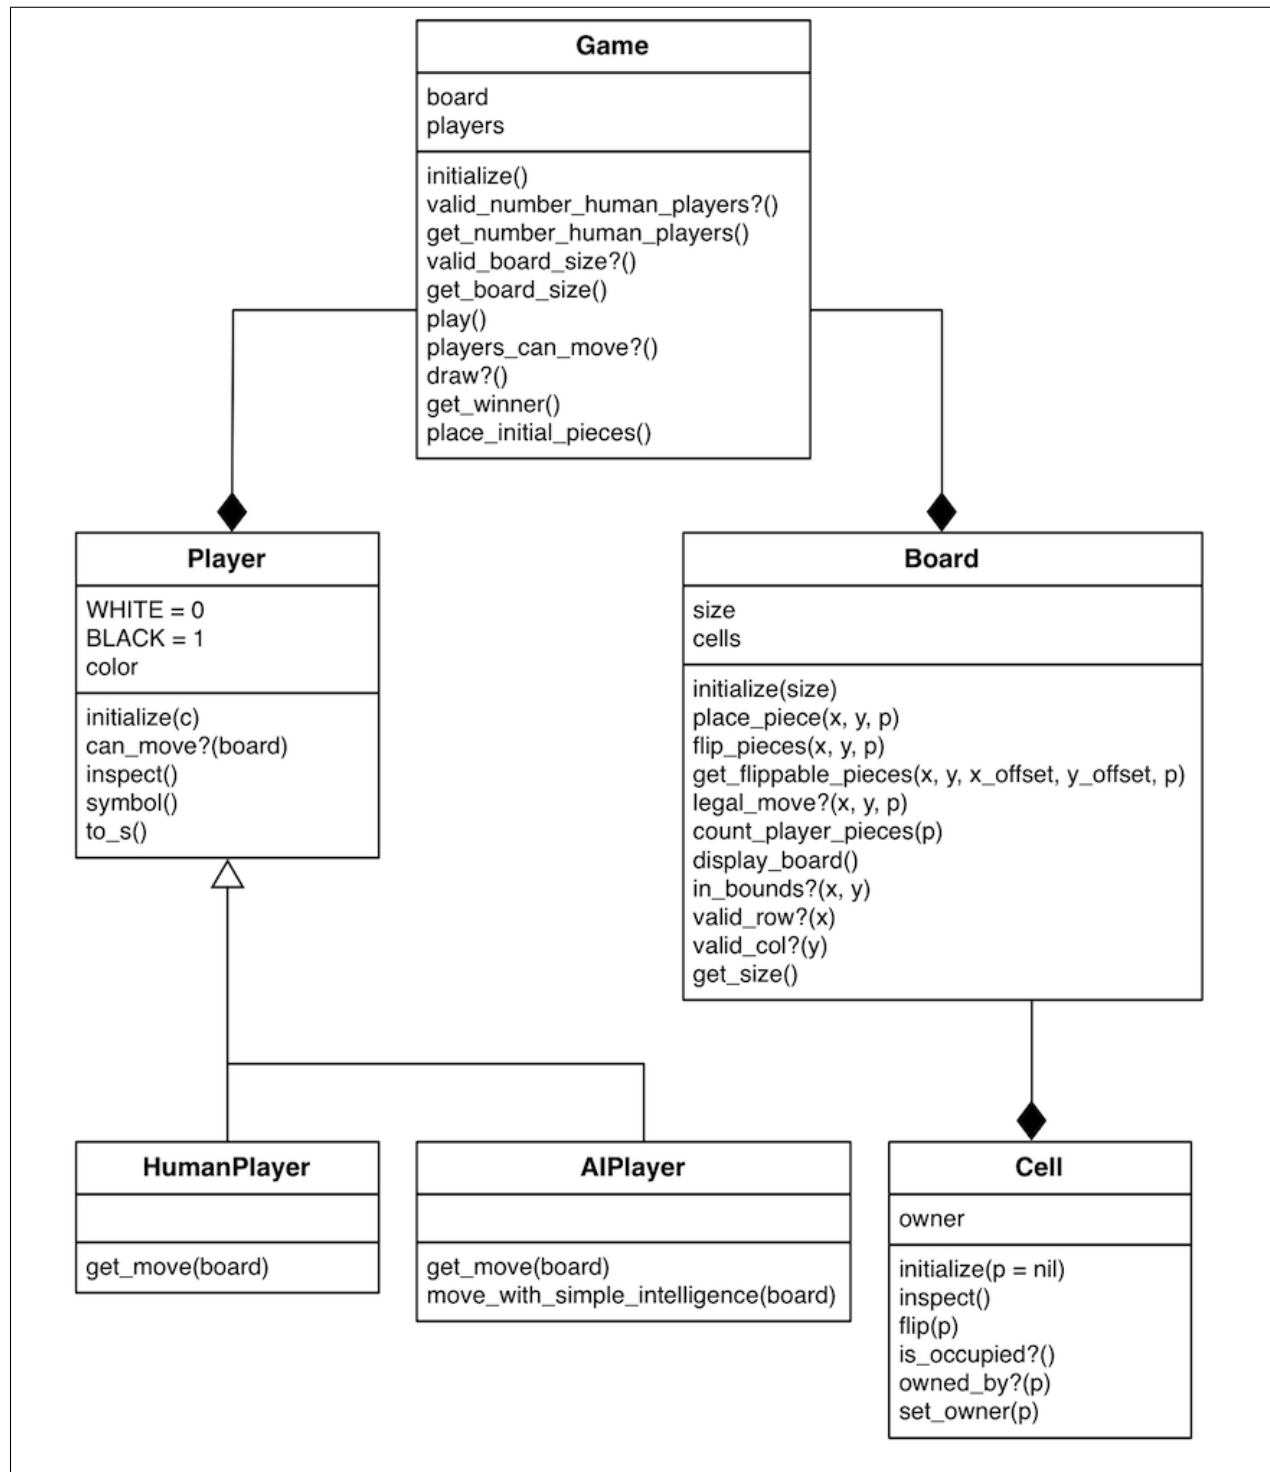 Game
board
players
initialize()
valid_number_human_players?()
get_number_human_players()
valid_board_size?()
get_board_size()
play()
players_can_move?()
draw?()
get_winner()
place_initial_pieces()
Player
WHITE = 0
BLACK = 1
color
initialize(c)
can_move?(board)
inspect()
symbol()
to_s()
Board
size
cells
initialize(size)
place_piece(x, y, p)
flip_pieces(x, y, p)
get_flippable_pieces(x, y, x_offset, y_offset, p)
legal_move?(x, y, p)
count_player_pieces(p)
display_board()
in_bounds?(x, y)
valid_row?(x)
valid_col?(y)
get_size()
HumanPlayer
get_move(board)
AIPlayer
get_move(board)
move_with_simple_intelligence(board)
Cell
owner
initialize(p = nil)
inspect()
flip(p)
is_occupied?()
owned_by?(p)
set_owner(p)